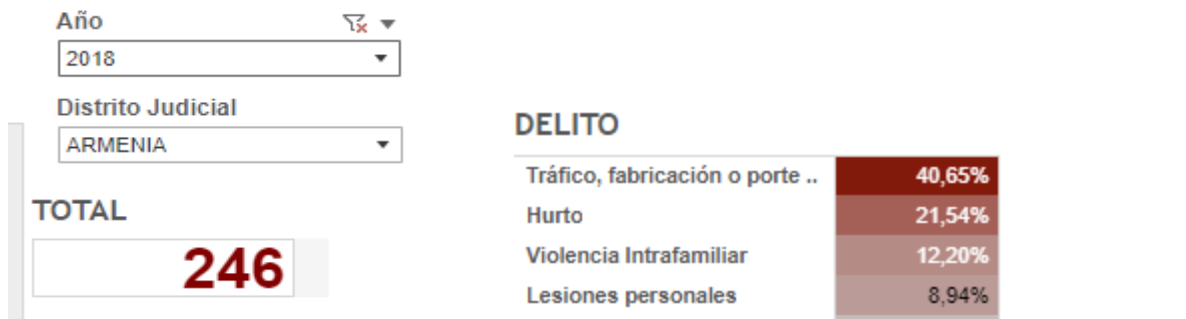 Año
2018
Distrito Judicial
ARMENIA
TOTAL
246
DELITO
Tráfico, fabricación o porte .. 40,65%
Hurto 21,54%
Violencia Intrafamiliar 12,20%
Lesiones personales 8,94%